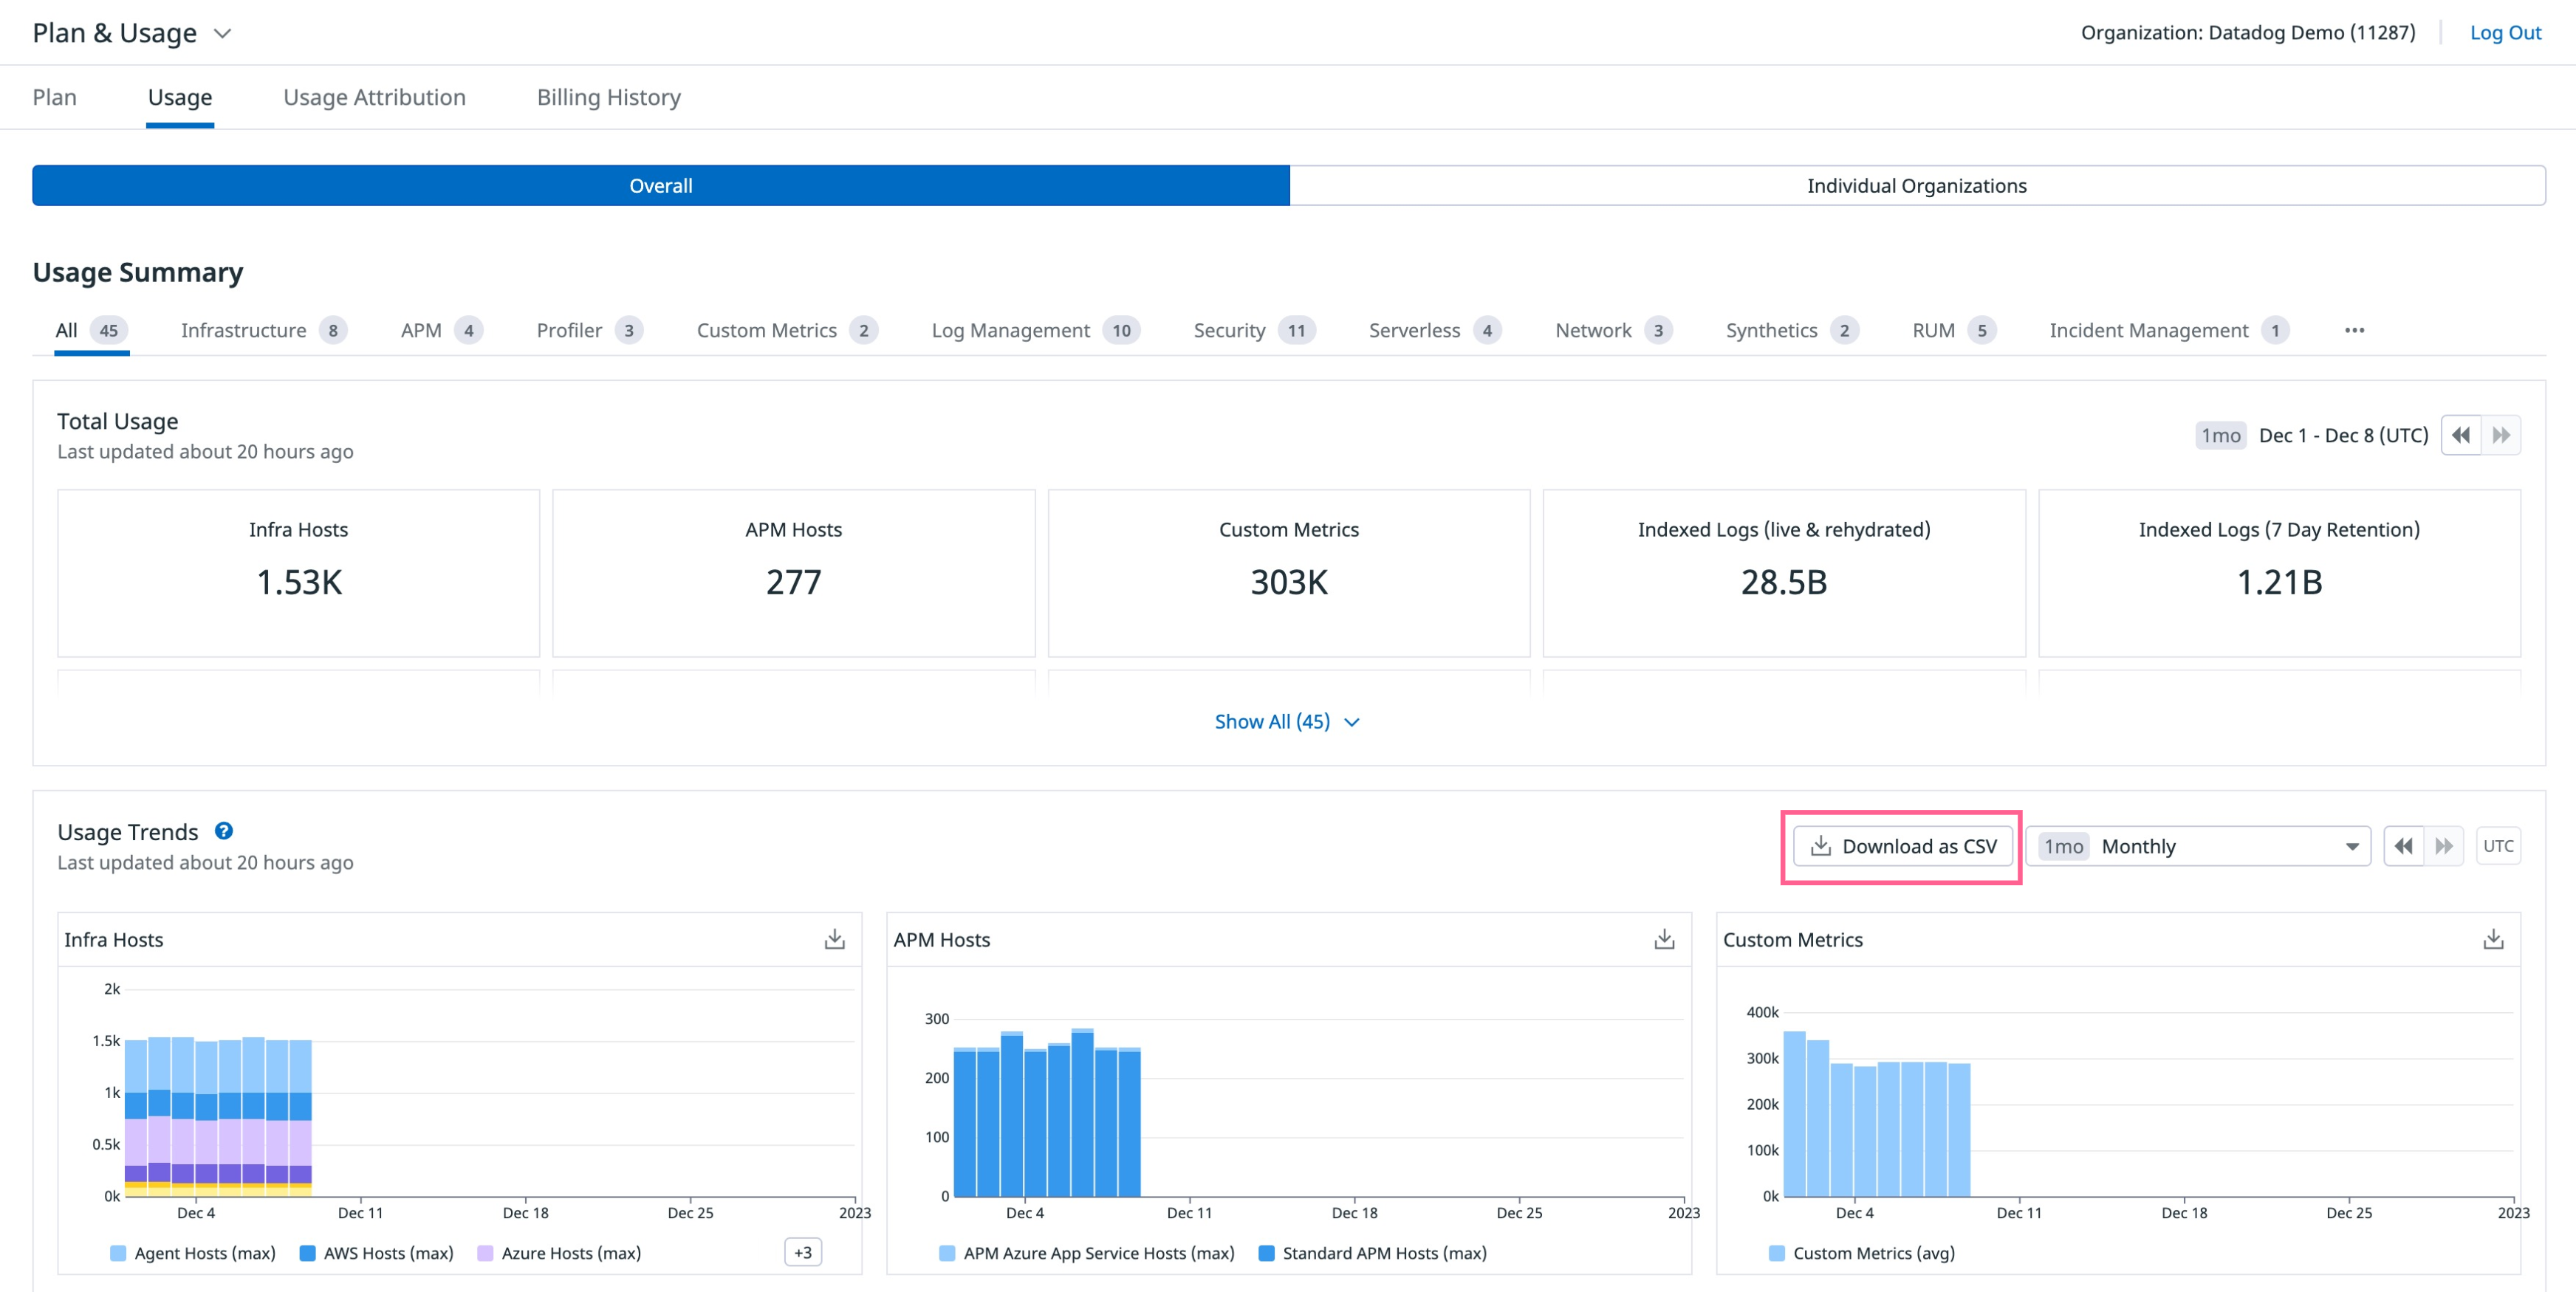 Plan & Usage
Organization: Datadog Demo (11287)
Log Out
Plan
Usage
Usage Attribution
Billing History
Overall
Individual Organizations
Usage Summary
All 45
Infrastructure 8
APM 4
Profiler 3
Custom Metrics 2
Log Management 10
Security 11
Serverless 4
Network 3
Synthetics 2
RUM 5
Incident Management 1
Total Usage
Last updated about 20 hours ago
1mo Dec 1 - Dec 8 (UTC)
Infra Hosts
1.53K
APM Hosts
277
Custom Metrics
303K
Indexed Logs (live & rehydrated)
28.5B
Indexed Logs (7 Day Retention)
1.21B
Show All (45)
Usage Trends ?
Last updated about 20 hours ago
Download as CSV
1mo Monthly
UTC
Infra Hosts
2k
1.5k
1k
0.5k
0k
Dec 4
Dec 11
Dec 18
Dec 25
2023
Agent Hosts (max)
AWS Hosts (max)
Azure Hosts (max)
+3
APM Hosts
300
200
100
0
Dec 4
Dec 11
Dec 18
Dec 25
2023
APM Azure App Service Hosts (max)
Standard APM Hosts (max)
Custom Metrics
400k
300k
200k
100k
0k
Dec 4
Dec 11
Dec 18
Dec 25
2023
Custom Metrics (avg)